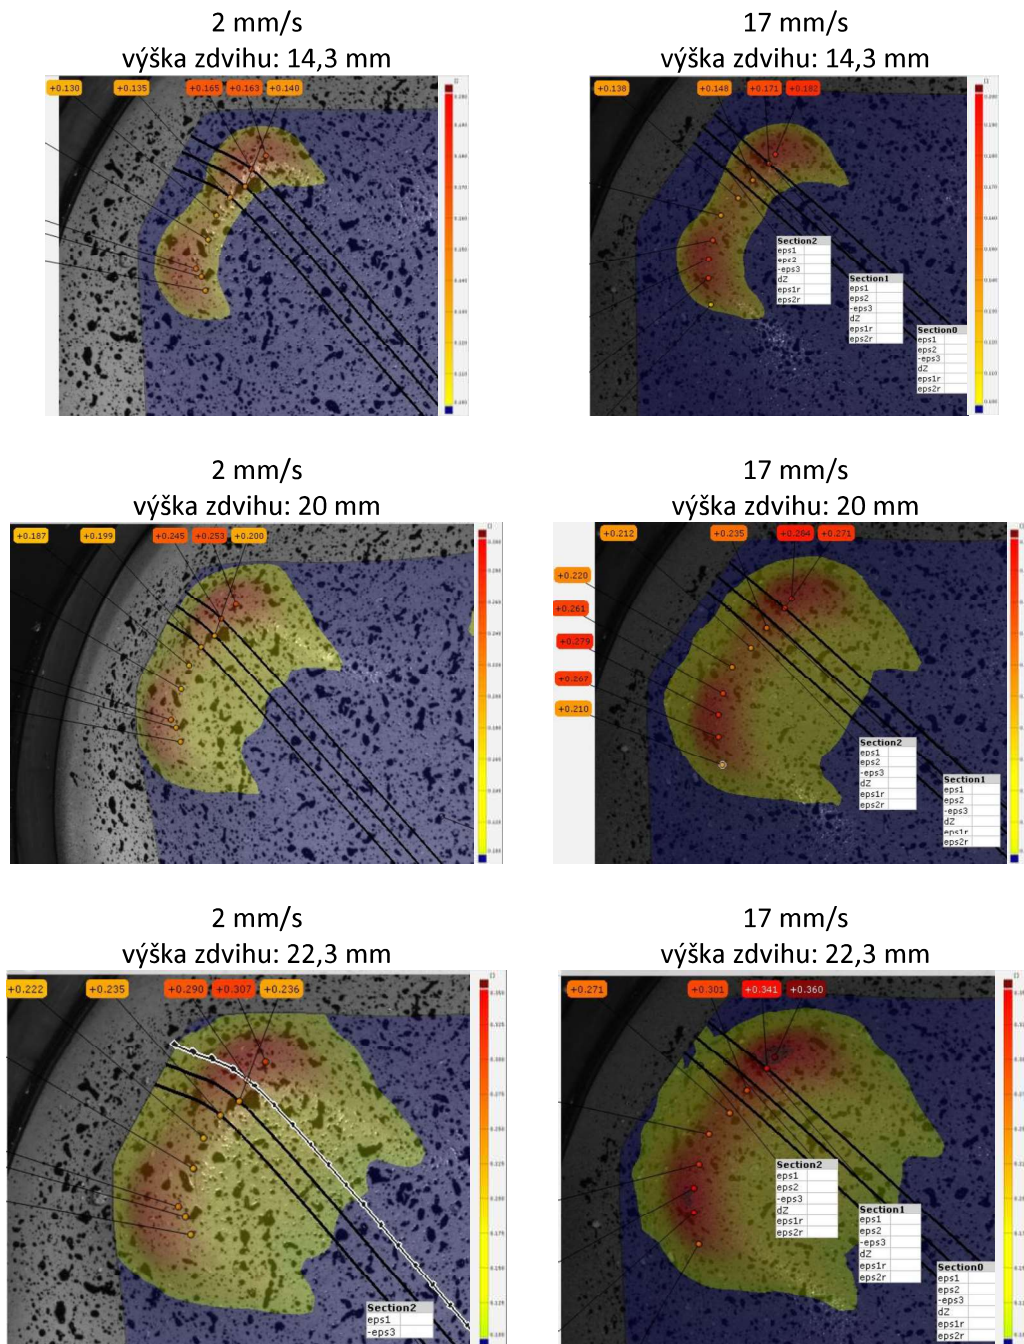 2 mm/s
výška zdvihu: 14,3 mm
+0.130 +0.135 +0.165 +0.163 +0.140
17 mm/s
výška zdvihu: 14,3 mm
+0.138 +0.148 +0.171 +0.182
Section2
eps1
eps2
-eps3
dZ
eps1r
eps2r
Section1
eps1
eps2
-eps3
dZ
eps1r
eps2r
Section0
eps1
eps2
-eps3
dZ
eps1r
eps2r
2 mm/s
výška zdvihu: 20 mm
+0.187 +0.199 +0.245 +0.253 +0.200
17 mm/s
výška zdvihu: 20 mm
+0.212 +0.235 +0.264 +0.271
+0.220
+0.261
+0.279
+0.267
+0.210
Section2
eps1
eps2
-eps3
dZ
eps1r
eps2r
Section1
eps1
eps2
-eps3
dZ
eps1r
eps2r
2 mm/s
výška zdvihu: 22,3 mm
+0.222 +0.235 +0.290 +0.307 +0.236
Section2
eps1
-eps3
17 mm/s
výška zdvihu: 22,3 mm
+0.271 +0.301 +0.341 +0.360
Section2
eps1
eps2
-eps3
dZ
eps1r
eps2r
Section1
eps1
eps2
-eps3
dZ
eps1r
eps2r
Section0
eps1
eps2
-eps3
dZ
eps1r
eps2r